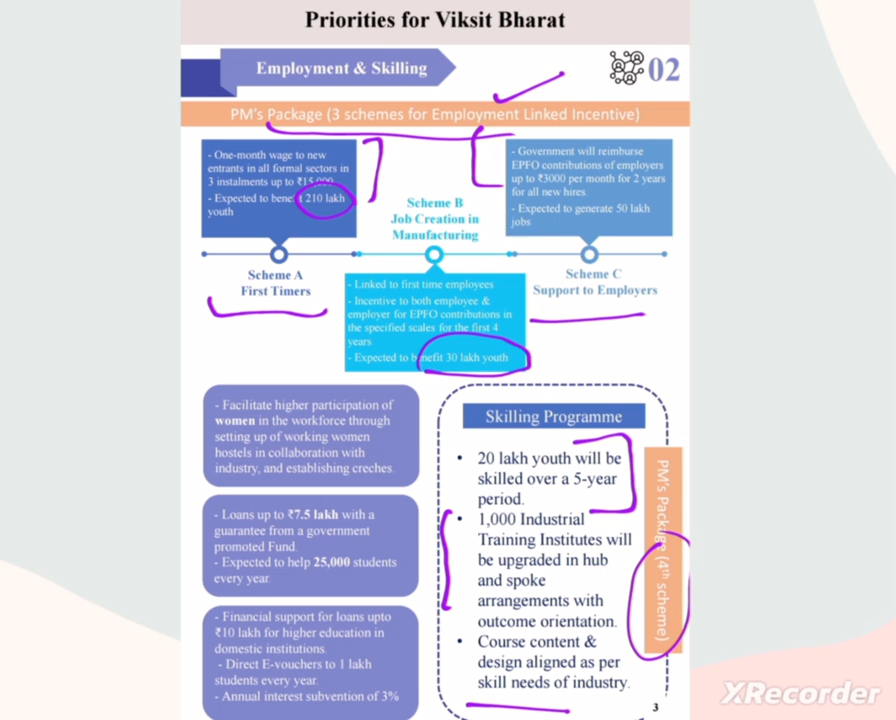 Priorities for Viksit Bharat
Employment & Skilling
02
PM's Package (3 schemes for Employment Linked Incentive)
- One-month wage to new
entrants in all formal sectors in
3 instalments up to ₹15,000
- Expected to benefit 210 lakh
youth
Scheme A
First Timers
Scheme B
Job Creation in
Manufacturing
- Linked to first time employees
- Incentive to both employee &
employer for EPFO contributions in
the specified scales for the first 4
years
- Expected to benefit 30 lakh youth
- Government will reimburse
EPFO contributions of employers
up to ₹3000 per month for 2 years
for all new hires.
- Expected to generate 50 lakh
jobs
Scheme C
Support to Employers
- Facilitate higher participation of
women in the workforce through
setting up of working women
hostels in collaboration with
industry, and establishing creches.
- Loans up to ₹7.5 lakh with a
guarantee from a government
promoted Fund.
- Expected to help 25,000 students
every year.
- Financial support for loans upto
₹10 lakh for higher education in
domestic institutions.
- Direct E-vouchers to 1 lakh
students every year.
- Annual interest subvention of 3%
Skilling Programme
• 20 lakh youth will be
skilled over a 5-year
period.
• 1,000 Industrial
Training Institutes will
be upgraded in hub
and spoke
arrangements with
outcome orientation.
• Course content &
design aligned as per
skill needs of industry.
PM's Package (4th scheme)
3
XRecorder